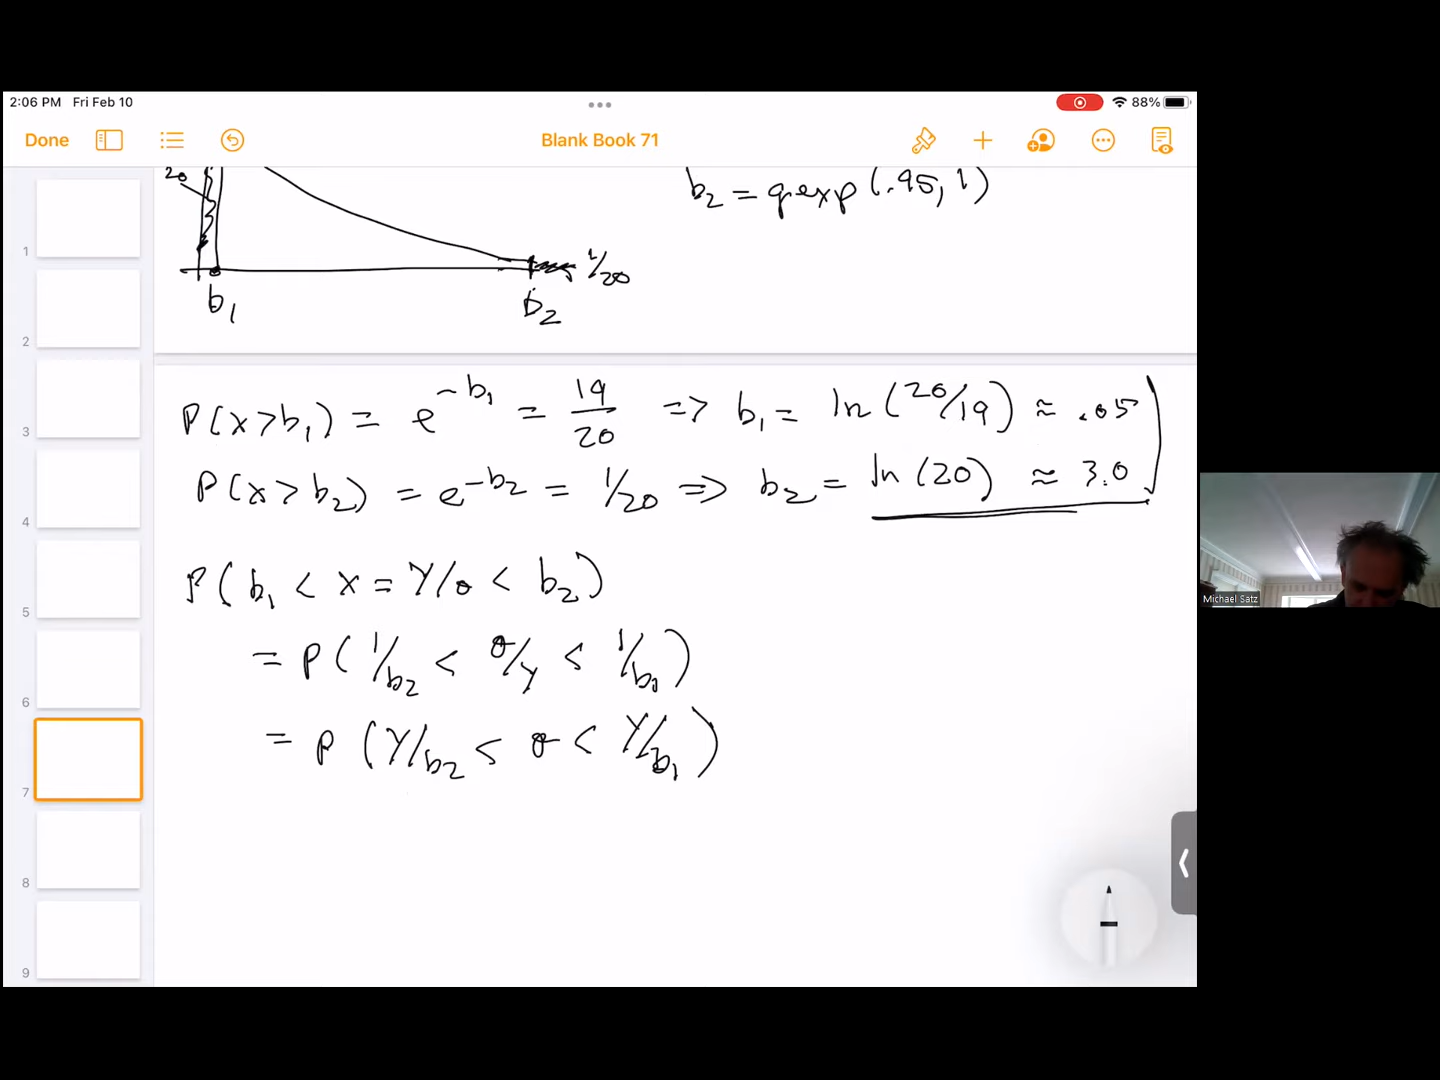 2:06 PM Fri Feb 10
88%
Done
Blank Book 71
20
b₂ = qexp(.95, 1)
1/20
b₁
b₂
P(x>b₁) = e^{-b₁} = 19/20 => b₁ = ln(20/19) ≈ .05
P(x>b₂) = e^{-b₂} = 1/20 => b₂ = ln(20) ≈ 3.0
P(b₁ < x = Y/θ < b₂)
= P(1/b₂ < θ/Y < 1/b₁)
= P(Y/b₂ < θ < Y/b₁)
1
2
3
4
5
6
7
8
9
Michael Satz